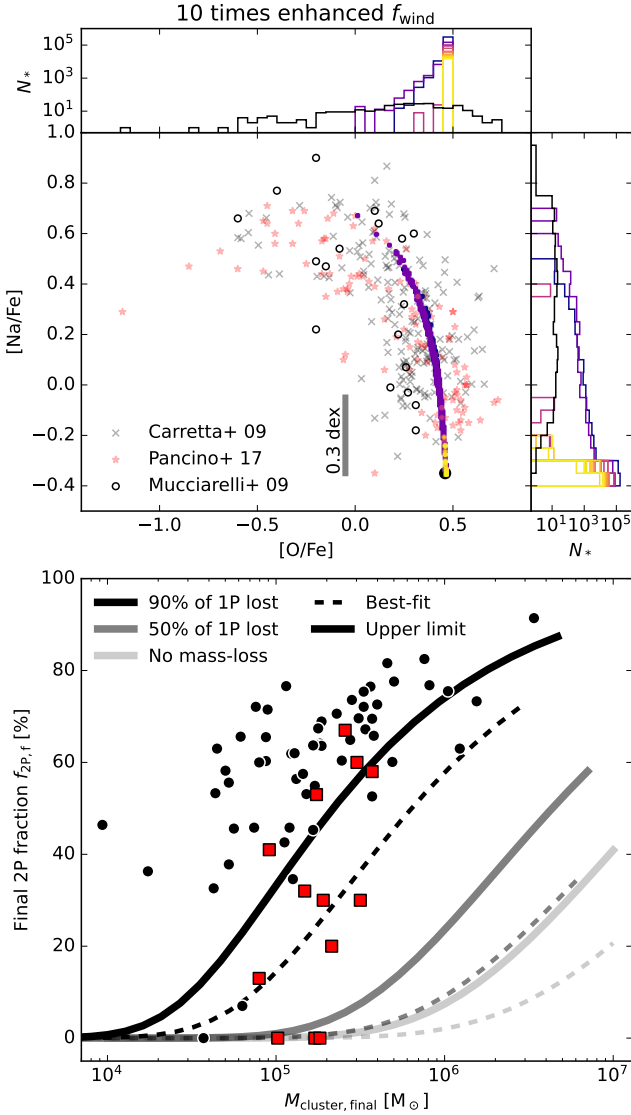 10 times enhanced f_wind
10^5
10^3
10^1
1.0
N_*
0.8
0.6
0.4
0.2
0.0
−0.2
−0.4
[Na/Fe]
Carretta+ 09
Pancino+ 17
Mucciarelli+ 09
0.3 dex
−1.0
−0.5
0.0
0.5
[O/Fe]
10^1
10^3
10^5
N_*
100
80
60
40
20
0
Final 2P fraction f_2P,f [%]
90% of 1P lost
50% of 1P lost
No mass-loss
Best-fit
Upper limit
10^4
10^5
10^6
10^7
M_cluster, final [M_⊙]